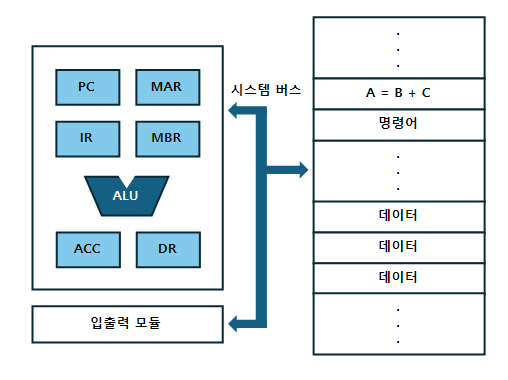 PC
MAR
IR
MBR
ALU
ACC
DR
입출력 모듈
시스템 버스
.
.
.
A = B + C
명령어
.
.
.
데이터
데이터
데이터
.
.
.